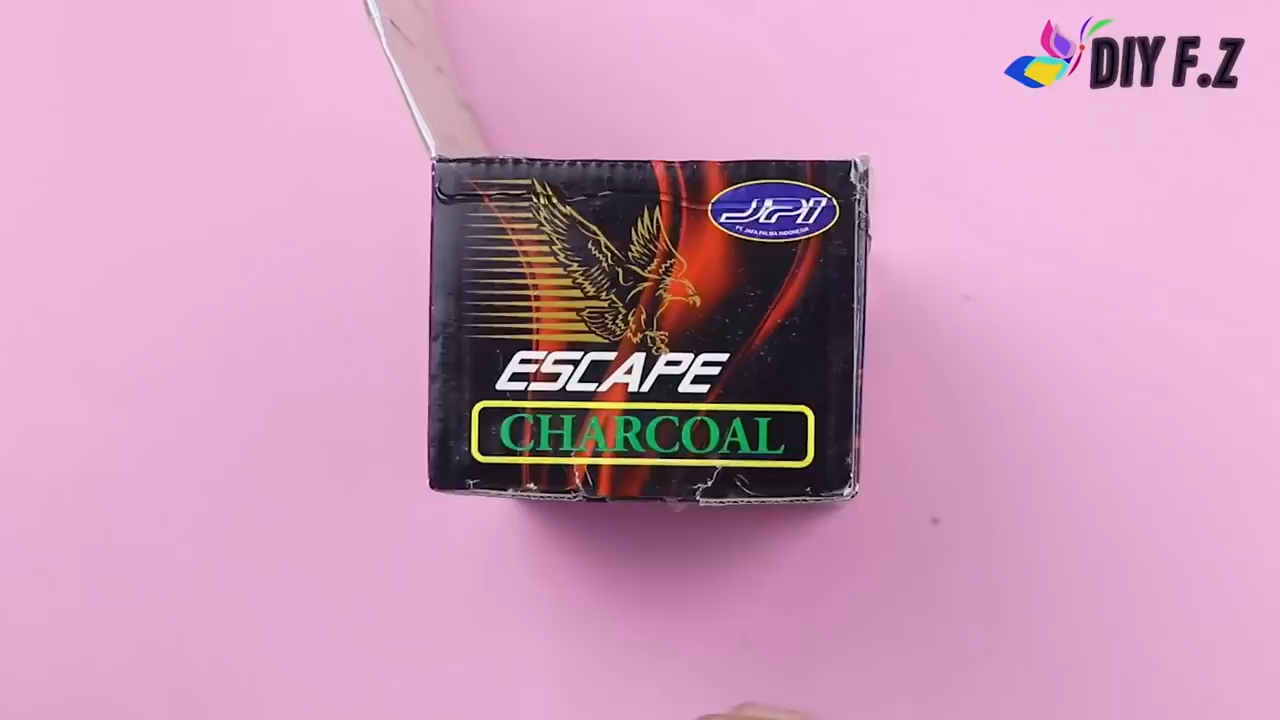 DIY F.Z
JPI
PT. JAFA PALMA INDONESIA
ESCAPE
CHARCOAL